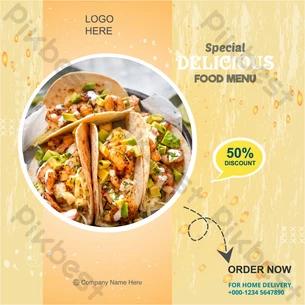 LOGO
HERE
Special
DELICIOUS
FOOD MENU
50%
DISCOUNT
ORDER NOW
FOR HOME DELIVERY
+000-1234 5647890
© Company Name Here
pikbest